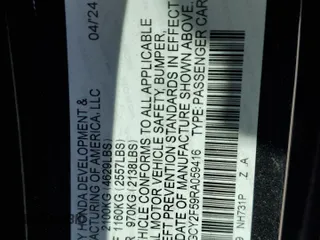 Y HONDA DEVELOPMENT &
FACTURING OF AMERICA, LLC
04/24
2100KG (4629LBS)
F 1160KG (2557LBS)
R 970KG (2138LBS)
VEHICLE CONFORMS TO ALL APPLICABLE
MOTOR VEHICLE SAFETY, BUMPER,
PREVENTION STANDARDS IN EFFECT
DATE OF MANUFACTURE SHOWN ABOVE.
GCY2F59RA059416 TYPE:PASSENGER CAR
NH731P Z A